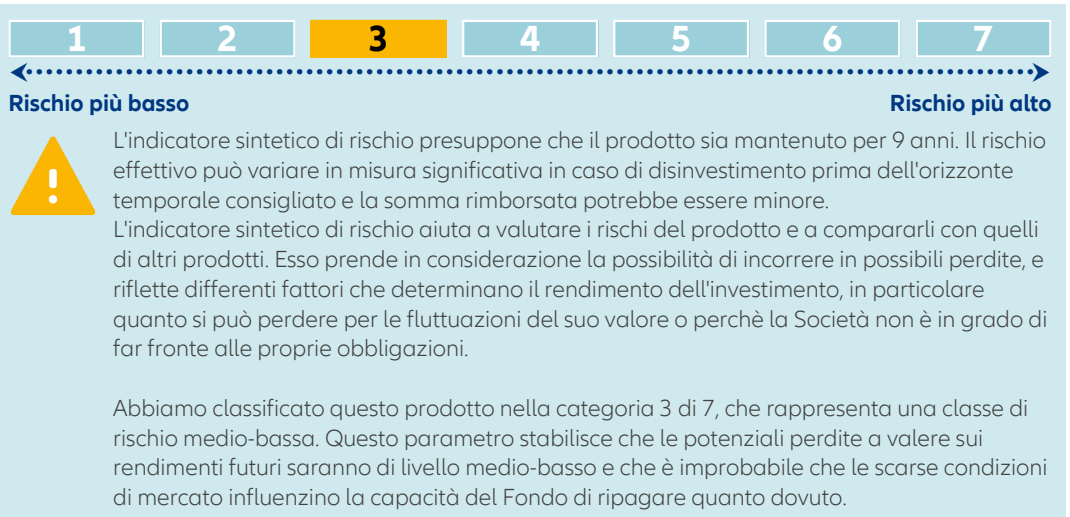 1 2 3 4 5 6 7
Rischio più basso Rischio più alto
L'indicatore sintetico di rischio presuppone che il prodotto sia mantenuto per 9 anni. Il rischio
effettivo può variare in misura significativa in caso di disinvestimento prima dell'orizzonte
temporale consigliato e la somma rimborsata potrebbe essere minore.
L'indicatore sintetico di rischio aiuta a valutare i rischi del prodotto e a compararli con quelli
di altri prodotti. Esso prende in considerazione la possibilità di incorrere in possibili perdite, e
riflette differenti fattori che determinano il rendimento dell'investimento, in particolare
quanto si può perdere per le fluttuazioni del suo valore o perchè la Società non è in grado di
far fronte alle proprie obbligazioni.
Abbiamo classificato questo prodotto nella categoria 3 di 7, che rappresenta una classe di
rischio medio-bassa. Questo parametro stabilisce che le potenziali perdite a valere sui
rendimenti futuri saranno di livello medio-basso e che è improbabile che le scarse condizioni
di mercato influenzino la capacità del Fondo di ripagare quanto dovuto.